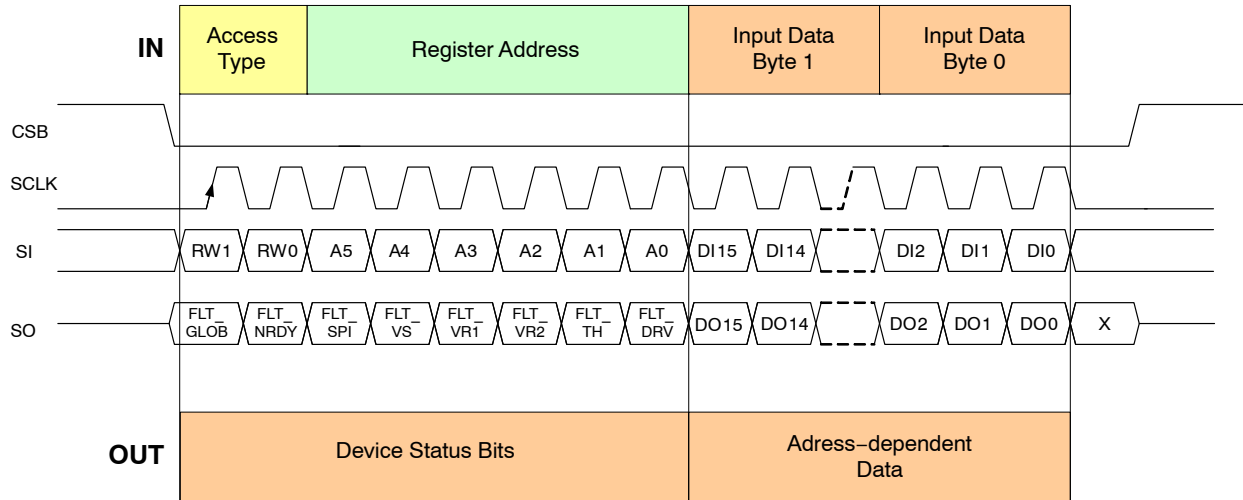 IN
Access
Type
Register Address
Input Data
Byte 1
Input Data
Byte 0
CSB
SCLK
SI
RW1 RW0 A5 A4 A3 A2 A1 A0 DI15 DI14 DI2 DI1 DI0
SO
FLT_
GLOB
FLT_
NRDY
FLT_
SPI
FLT_
VS
FLT_
VR1
FLT_
VR2
FLT_
TH
FLT_
DRV
DO15 DO14 DO2 DO1 DO0 X
OUT
Device Status Bits
Adress−dependent
Data